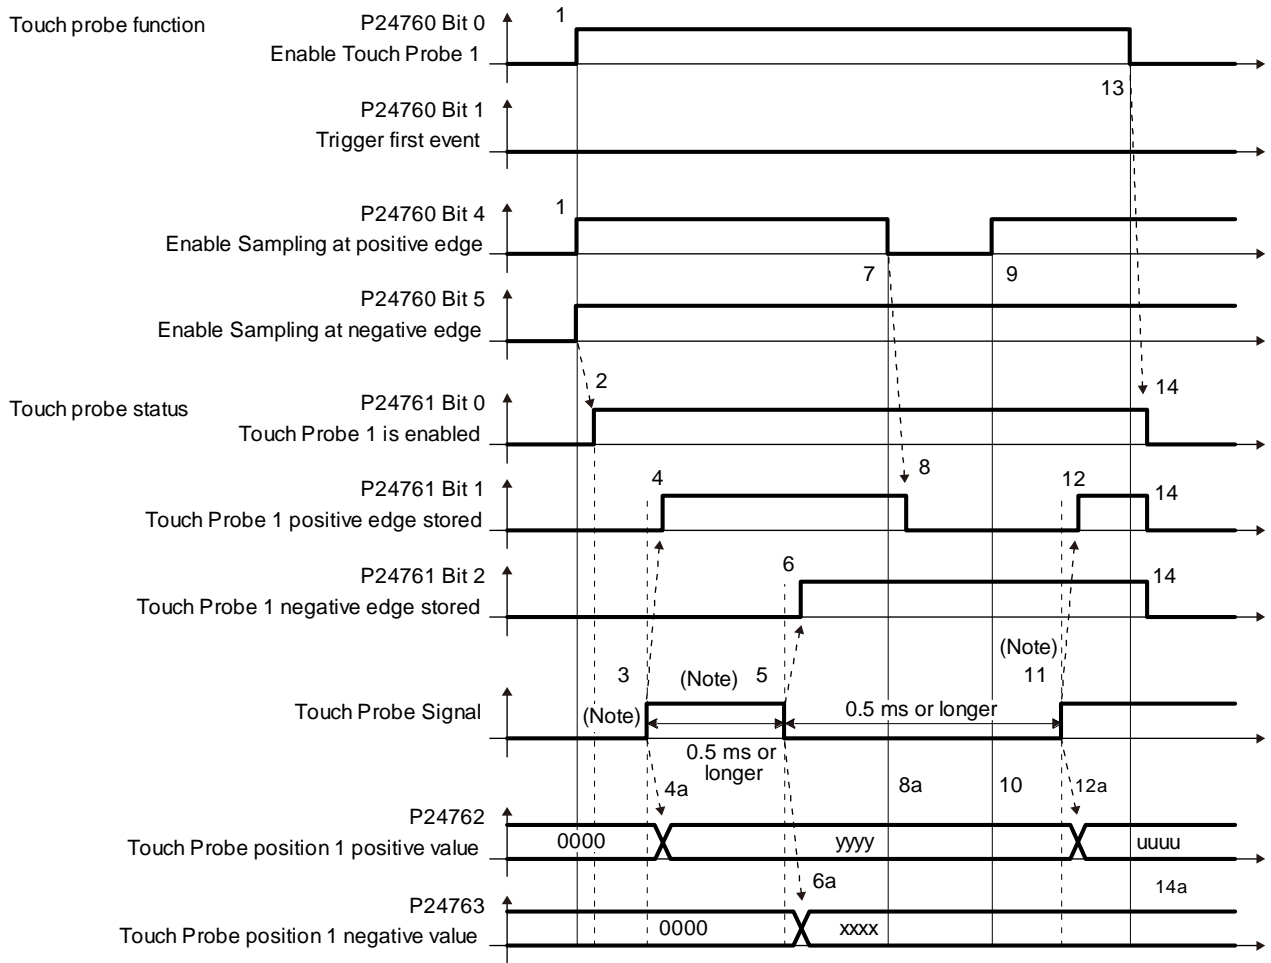 Touch probe function
P24760 Bit 0
Enable Touch Probe 1
1
13
P24760 Bit 1
Trigger first event
P24760 Bit 4
Enable Sampling at positive edge
1
7
9
P24760 Bit 5
Enable Sampling at negative edge
2
Touch probe status
P24761 Bit 0
Touch Probe 1 is enabled
14
8
P24761 Bit 1
Touch Probe 1 positive edge stored
4
12
14
P24761 Bit 2
Touch Probe 1 negative edge stored
6
14
(Note)
3
(Note)
5
11
Touch Probe Signal
(Note)
0.5 ms or longer
0.5 ms or
longer
4a
8a
10
12a
P24762
Touch Probe position 1 positive value
0000
yyyy
uuuu
6a
14a
P24763
Touch Probe position 1 negative value
0000
xxxx